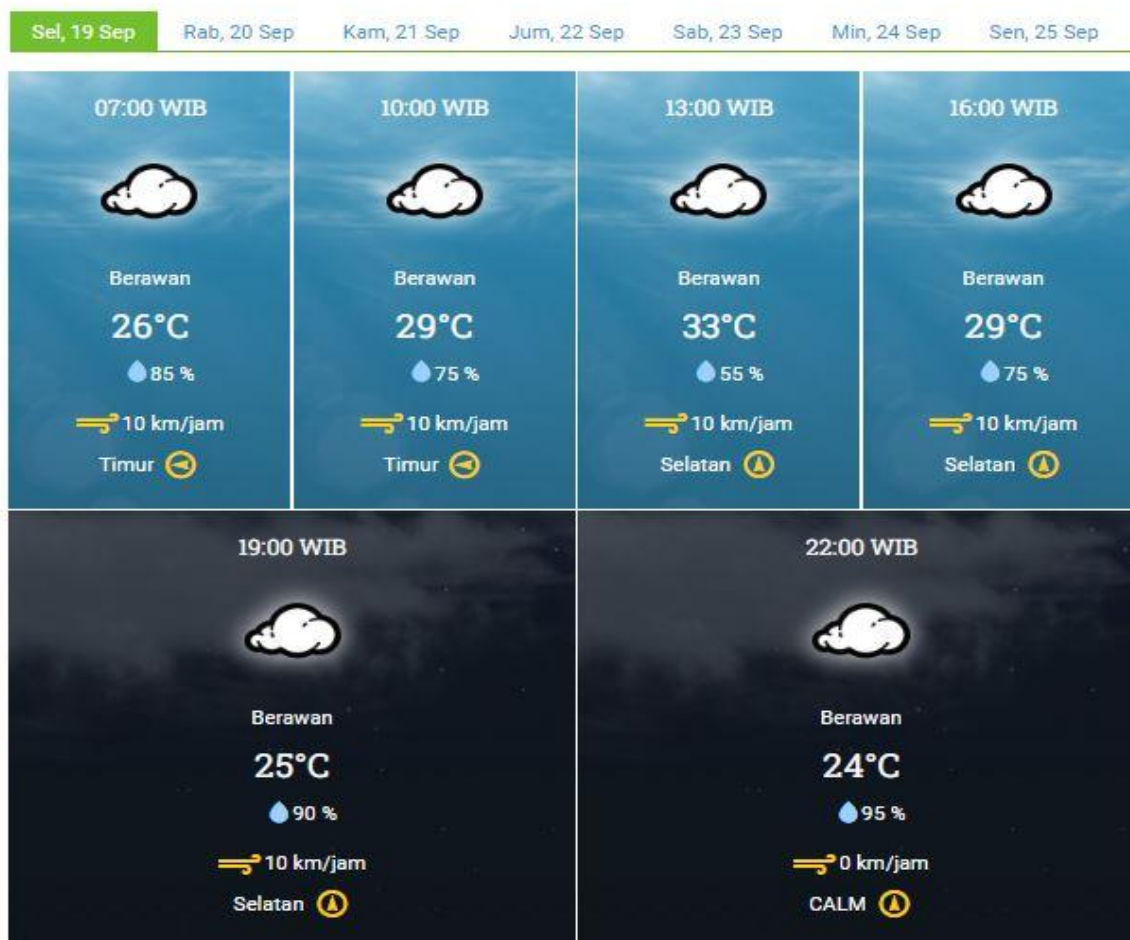 Sel, 19 Sep Rab, 20 Sep Kam, 21 Sep Jum, 22 Sep Sab, 23 Sep Min, 24 Sep Sen, 25 Sep
07:00 WIB
Berawan
26°C
85 %
10 km/jam
Timur
10:00 WIB
Berawan
29°C
75 %
10 km/jam
Timur
13:00 WIB
Berawan
33°C
55 %
10 km/jam
Selatan
16:00 WIB
Berawan
29°C
75 %
10 km/jam
Selatan
19:00 WIB
Berawan
25°C
90 %
10 km/jam
Selatan
22:00 WIB
Berawan
24°C
95 %
0 km/jam
CALM